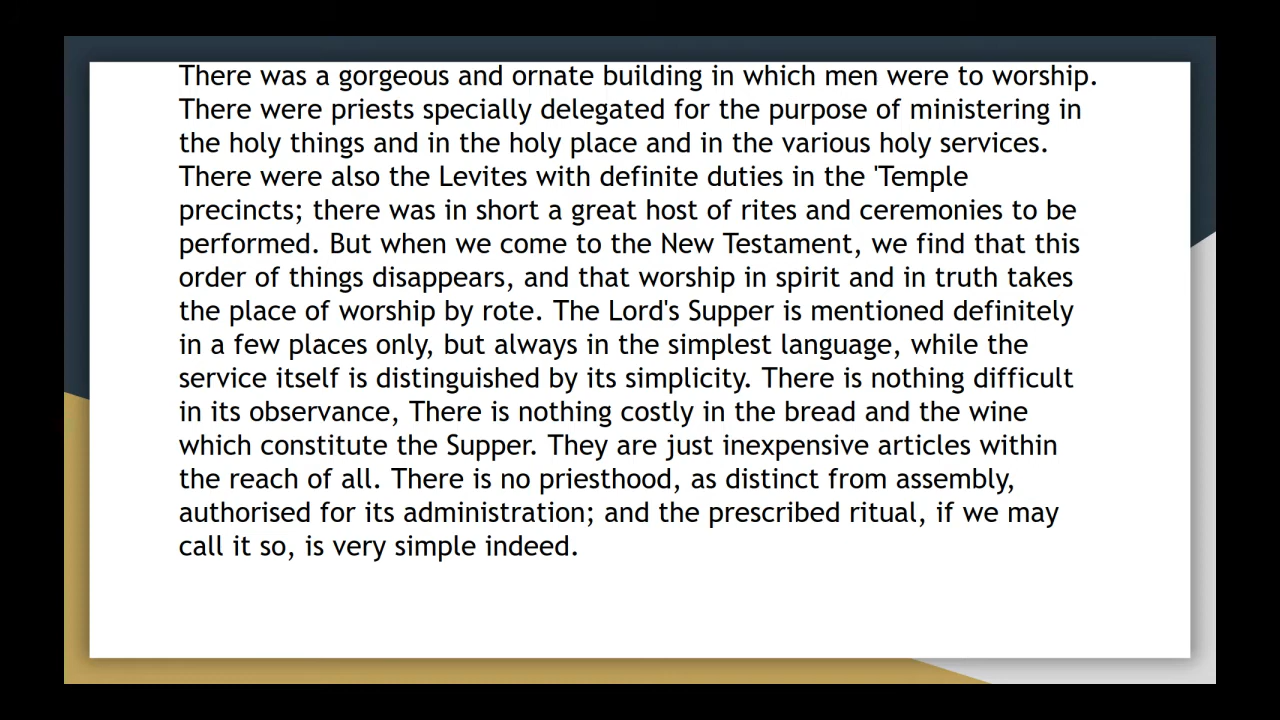 There was a gorgeous and ornate building in which men were to worship.
There were priests specially delegated for the purpose of ministering in
the holy things and in the holy place and in the various holy services.
There were also the Levites with definite duties in the 'Temple
precincts; there was in short a great host of rites and ceremonies to be
performed. But when we come to the New Testament, we find that this
order of things disappears, and that worship in spirit and in truth takes
the place of worship by rote. The Lord's Supper is mentioned definitely
in a few places only, but always in the simplest language, while the
service itself is distinguished by its simplicity. There is nothing difficult
in its observance, There is nothing costly in the bread and the wine
which constitute the Supper. They are just inexpensive articles within
the reach of all. There is no priesthood, as distinct from assembly,
authorised for its administration; and the prescribed ritual, if we may
call it so, is very simple indeed.